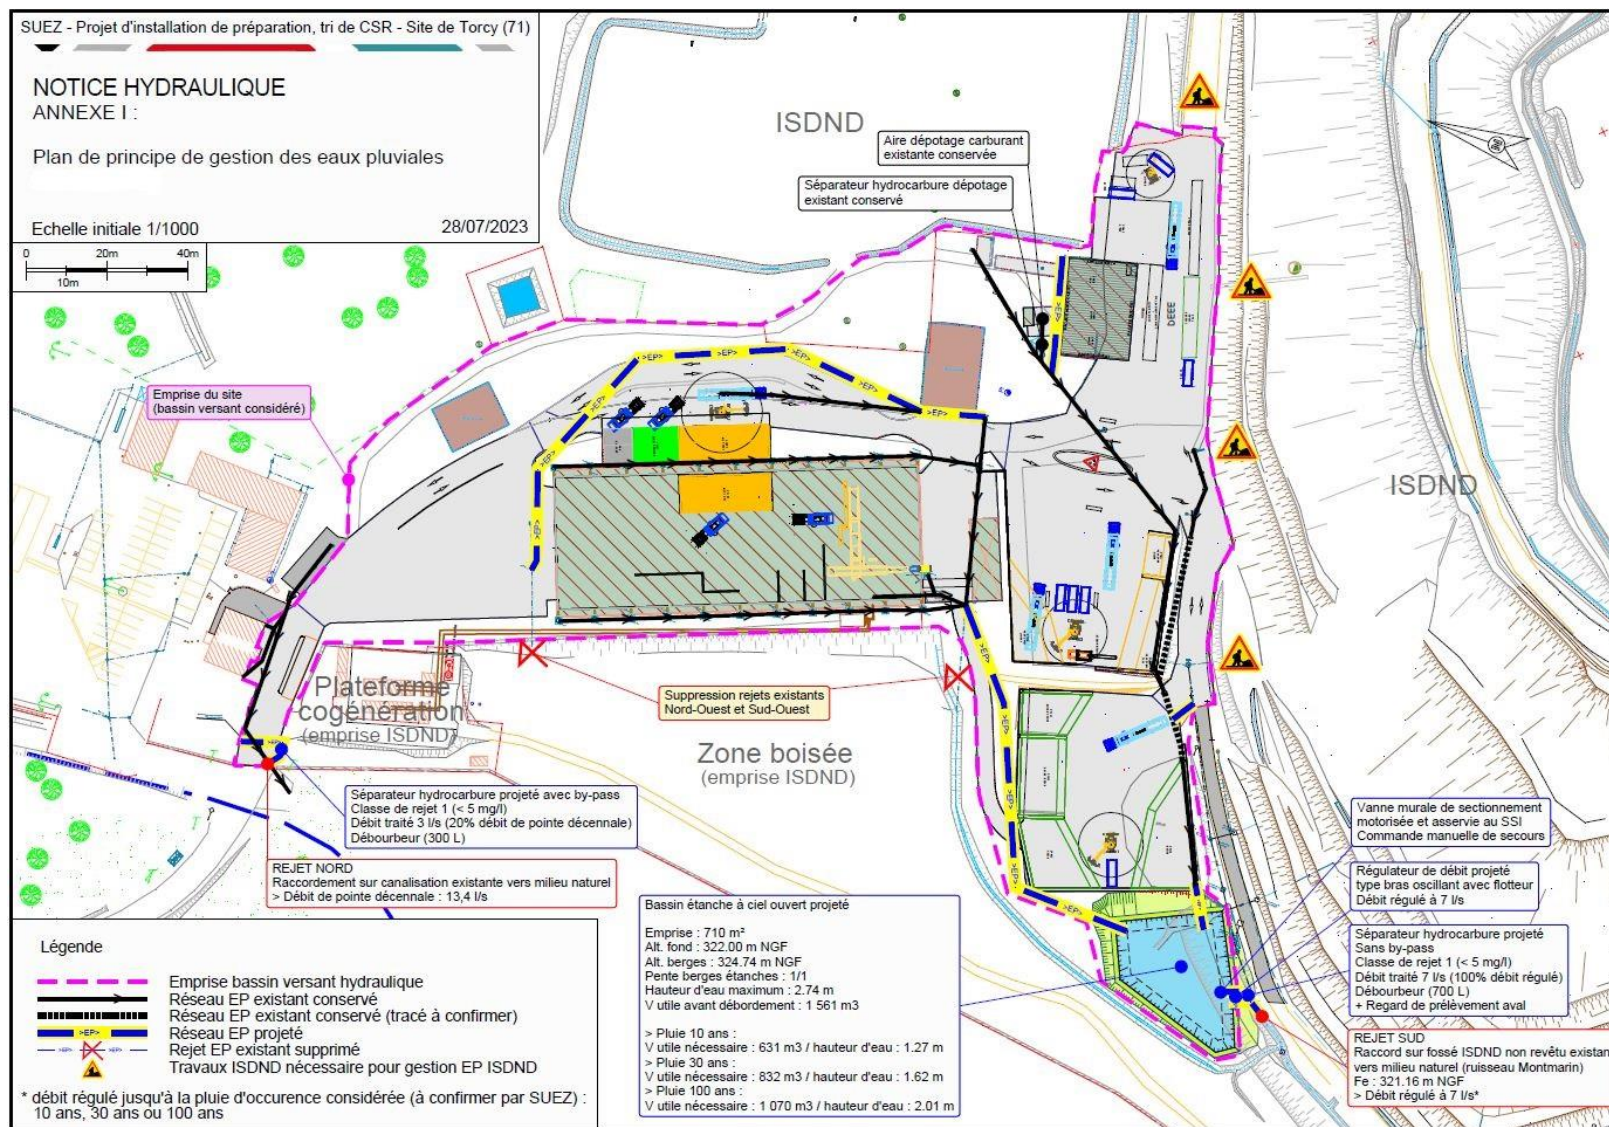 SUEZ - Projet d'installation de préparation, tri de CSR - Site de Torcy (71)
NOTICE HYDRAULIQUE
ANNEXE I :
Plan de principe de gestion des eaux pluviales
Echelle initiale 1/1000
28/07/2023
0 20m 40m
10m
ISDND
Aire dépotage carburant
existante conservée
Séparateur hydrocarbure dépotage
existant conservé
DEEE
Emprise du site
(bassin versant considéré)
>EP> >EP> >EP>
ISDND
Plateforme
cogénération
(emprise ISDND)
Suppression rejets existants
Nord-Ouest et Sud-Ouest
Zone boisée
(emprise ISDND)
Séparateur hydrocarbure projeté avec by-pass
Classe de rejet 1 (< 5 mg/l)
Débit traité 3 l/s (20% débit de pointe décennale)
Débourbeur (300 L)
REJET NORD
Raccordement sur canalisation existante vers milieu naturel
> Débit de pointe décennale : 13,4 l/s
Vanne murale de sectionnement
motorisée et asservie au SSI
Commande manuelle de secours
Régulateur de débit projeté
type bras oscillant avec flotteur
Débit régulé à 7 l/s
Séparateur hydrocarbure projeté
Sans by-pass
Classe de rejet 1 (< 5 mg/l)
Débit traité 7 l/s (100% débit régulé)
Débourbeur (700 L)
+ Regard de prélèvement aval
REJET SUD
Raccord sur fossé ISDND non revêtu existan
vers milieu naturel (ruisseau Montmarin)
Fe : 321.16 m NGF
> Débit régulé à 7 l/s*
Bassin étanche à ciel ouvert projeté
Emprise : 710 m²
Alt. fond : 322.00 m NGF
Alt. berges : 324.74 m NGF
Pente berges étanches : 1/1
Hauteur d'eau maximum : 2.74 m
V utile avant débordement : 1 561 m3
> Pluie 10 ans :
V utile nécessaire : 631 m3 / hauteur d'eau : 1.27 m
> Pluie 30 ans :
V utile nécessaire : 832 m3 / hauteur d'eau : 1.62 m
> Pluie 100 ans :
V utile nécessaire : 1 070 m3 / hauteur d'eau : 2.01 m
Légende
Emprise bassin versant hydraulique
Réseau EP existant conservé
Réseau EP existant conservé (tracé à confirmer)
>EP> Réseau EP projeté
Rejet EP existant supprimé
Travaux ISDND nécessaire pour gestion EP ISDND
* débit régulé jusqu'à la pluie d'occurence considérée (à confirmer par SUEZ) :
10 ans, 30 ans ou 100 ans